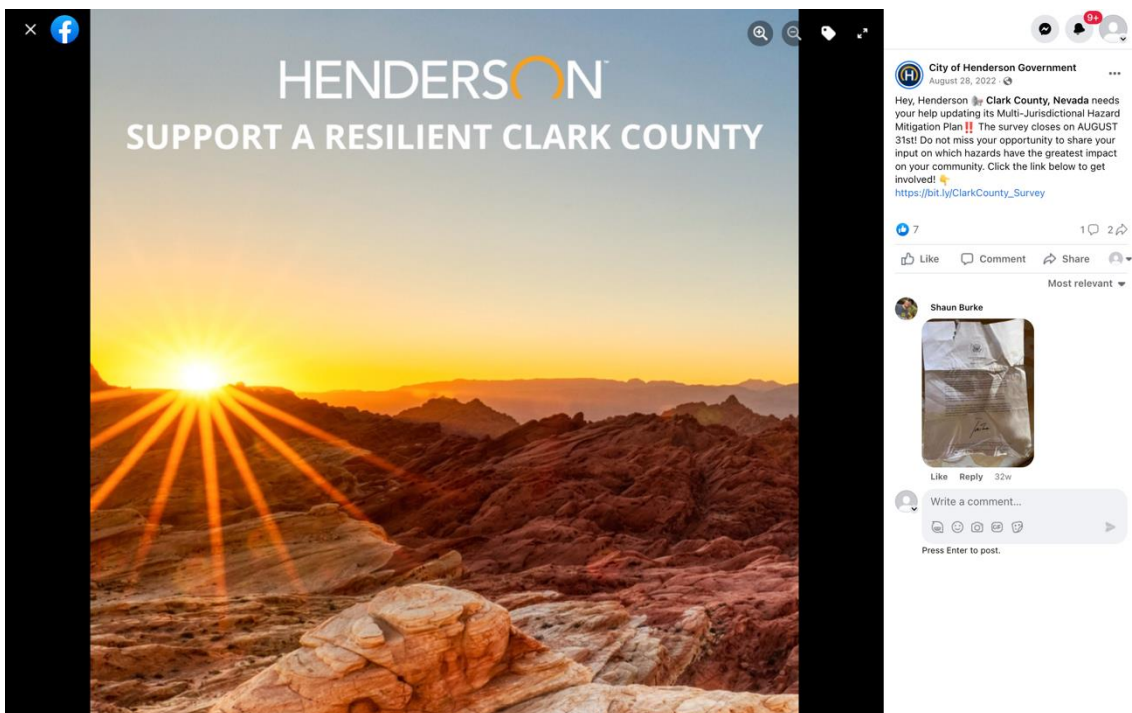 HENDERSON™
SUPPORT A RESILIENT CLARK COUNTY
9+
City of Henderson Government
August 28, 2022 ·
Hey, Henderson 📣 Clark County, Nevada needs
your help updating its Multi-Jurisdictional Hazard
Mitigation Plan‼️ The survey closes on AUGUST
31st! Do not miss your opportunity to share your
input on which hazards have the greatest impact
on your community. Click the link below to get
involved! 👇
https://bit.ly/ClarkCounty_Survey
7
1 2
Like Comment Share
Most relevant
Shaun Burke
Like Reply 32w
Write a comment...
GIF
Press Enter to post.